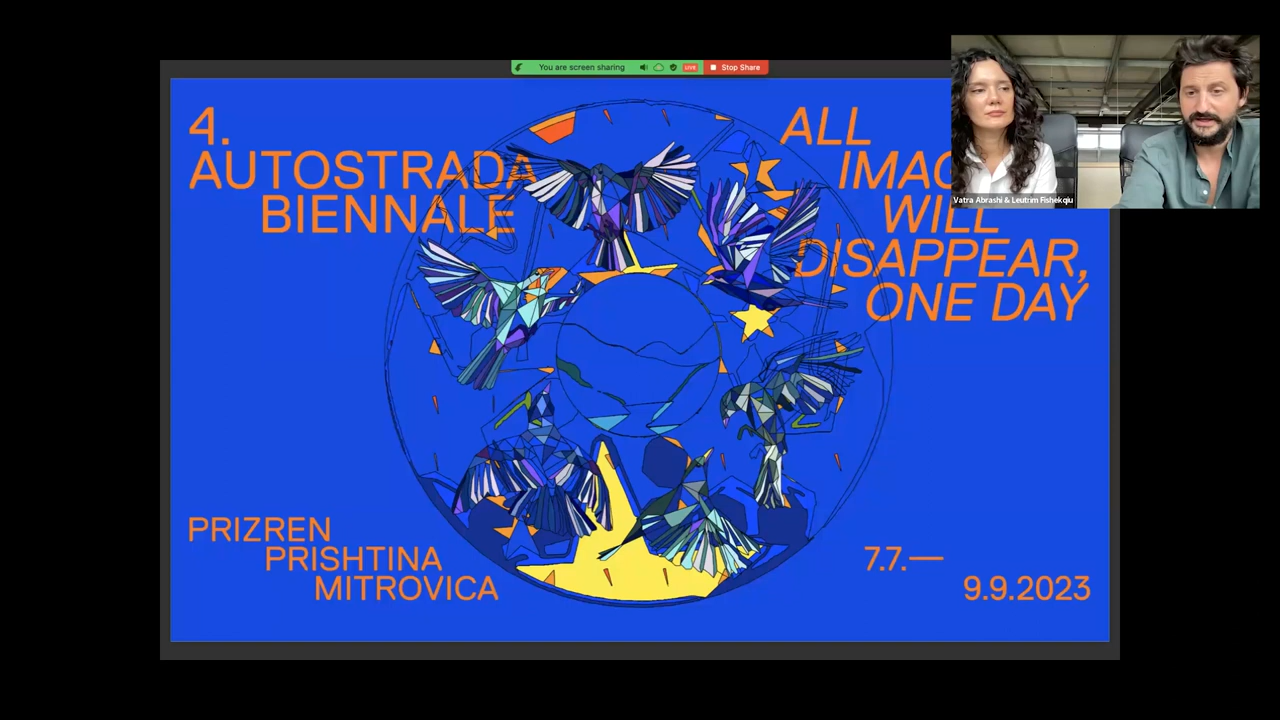 You are screen sharing
LIVE
Stop Share
4.
AUTOSTRADA
BIENNALE
ALL
WILL
DISAPPEAR,
ONE DAY
Vatra Abrashi & Leutrim Fishekqiu
PRIZREN
PRISHTINA
MITROVICA
7.7.—
9.9.2023